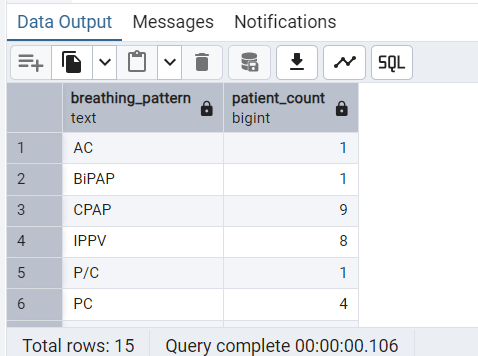 Data Output Messages Notifications
SQL
breathing_pattern patient_count
text bigint
1 AC 1
2 BiPAP 1
3 CPAP 9
4 IPPV 8
5 P/C 1
6 PC 4
Total rows: 15 Query complete 00:00:00.106